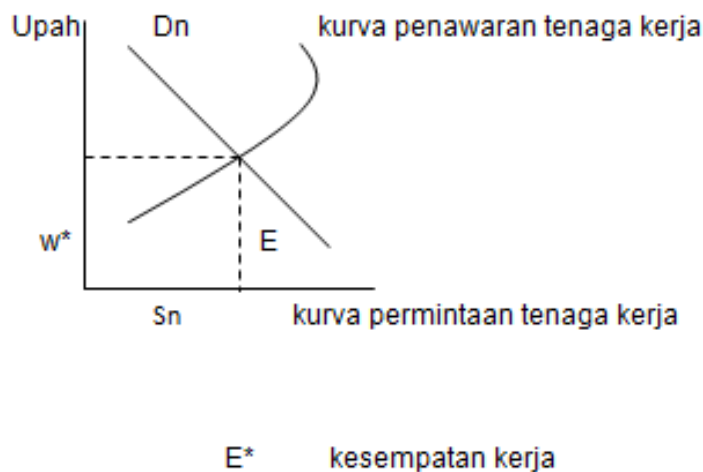 Upah Dn kurva penawaran tenaga kerja
w* E
Sn kurva permintaan tenaga kerja
E* kesempatan kerja